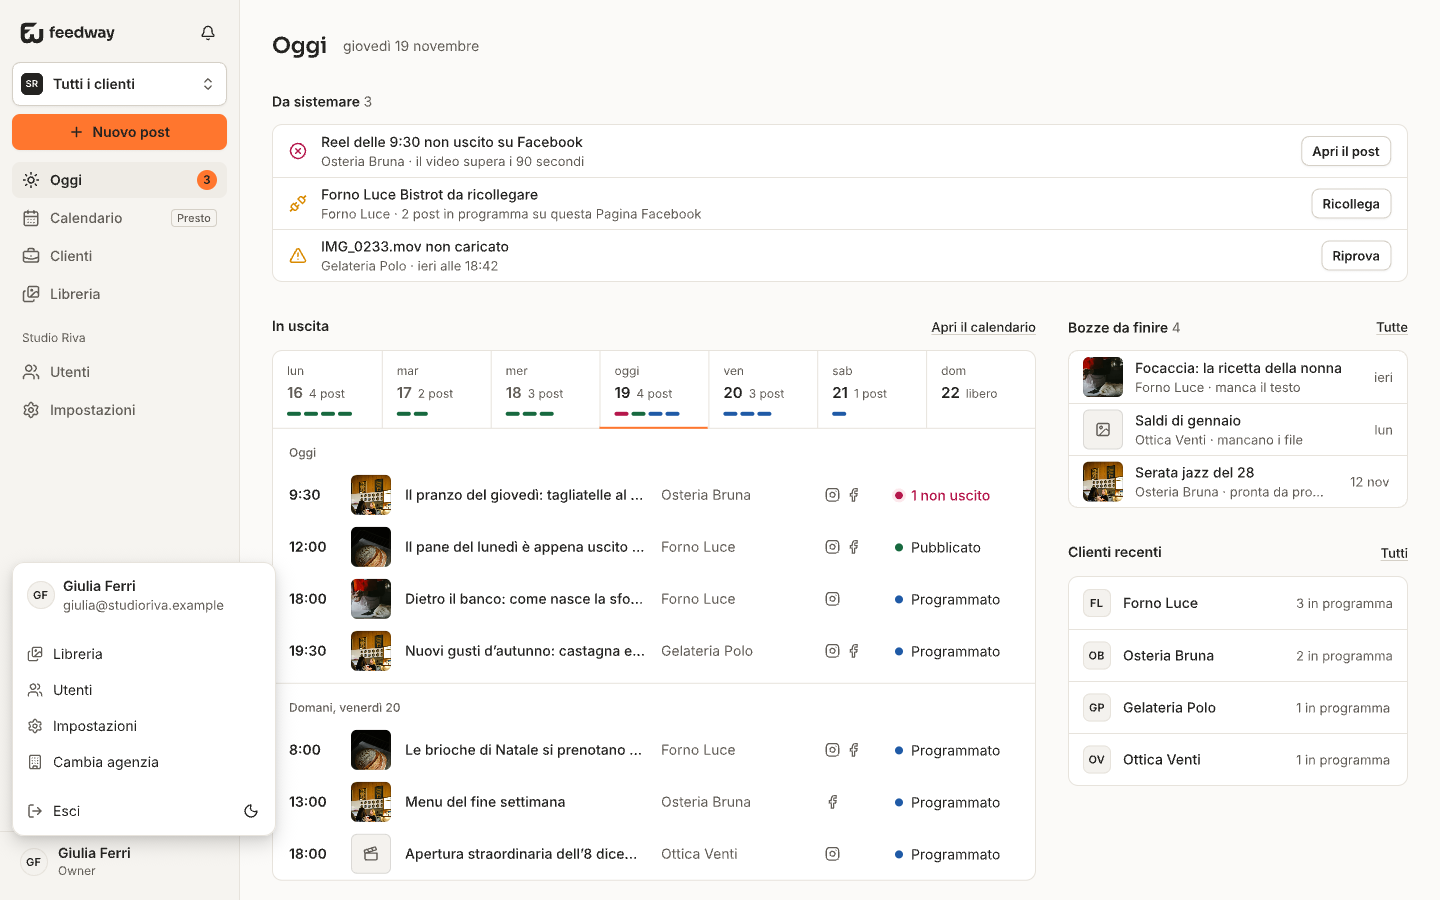 feedway
SR Tutti i clienti
+ Nuovo post
Oggi 3
Calendario Presto
Clienti
Libreria
Studio Riva
Utenti
Impostazioni
GF Giulia Ferri
giulia@studioriva.example
Libreria
Utenti
Impostazioni
Cambia agenzia
Esci
GF Giulia Ferri
Owner
Oggi giovedì 19 novembre
Da sistemare 3
Reel delle 9:30 non uscito su Facebook
Osteria Bruna · il video supera i 90 secondi
Apri il post
Forno Luce Bistrot da ricollegare
Forno Luce · 2 post in programma su questa Pagina Facebook
Ricollega
IMG_0233.mov non caricato
Gelateria Polo · ieri alle 18:42
Riprova
In uscita Apri il calendario
lun mar mer oggi ven sab dom
16 4 post 17 2 post 18 3 post 19 4 post 20 3 post 21 1 post 22 libero
Oggi
9:30 Il pranzo del giovedì: tagliatelle al ... Osteria Bruna 1 non uscito
12:00 Il pane del lunedì è appena uscito ... Forno Luce Pubblicato
18:00 Dietro il banco: come nasce la sfo... Forno Luce Programmato
19:30 Nuovi gusti d’autunno: castagna e... Gelateria Polo Programmato
Domani, venerdì 20
8:00 Le brioche di Natale si prenotano ... Forno Luce Programmato
13:00 Menu del fine settimana Osteria Bruna Programmato
18:00 Apertura straordinaria dell’8 dice... Ottica Venti Programmato
Bozze da finire 4 Tutte
Focaccia: la ricetta della nonna
Forno Luce · manca il testo
ieri
Saldi di gennaio
Ottica Venti · mancano i file
lun
Serata jazz del 28
Osteria Bruna · pronta da pro...
12 nov
Clienti recenti Tutti
FL Forno Luce 3 in programma
OB Osteria Bruna 2 in programma
GP Gelateria Polo 1 in programma
OV Ottica Venti 1 in programma